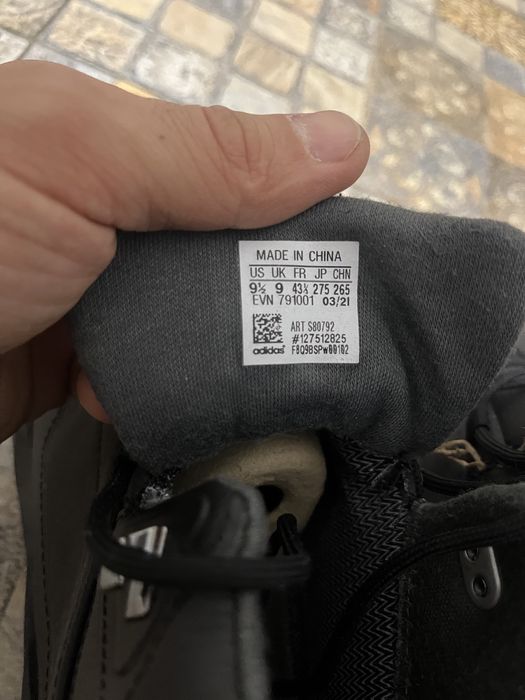 MADE IN CHINA
US UK FR JP CHN
9½ 9 43⅓ 275 265
EVN 791001 03/21
ART S80792
#127512825
adidas F8Q9BSPw00102